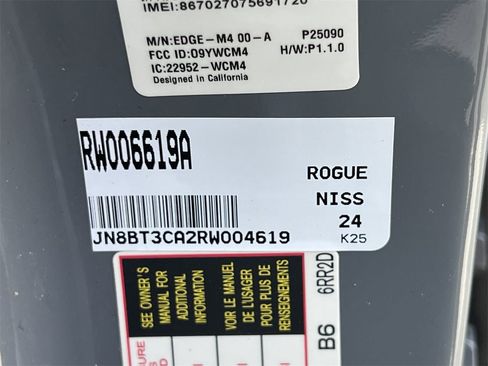 IMEI:867027075691720
M/N:EDGE-M4 00-A P25090
FCC ID:O9YWCM4 H/W:P1.1.0
IC:22952-WCM4
Designed in California
RW006619A
ROGUE
NISS
24
K25
JN8BT3CA2RW004619
SEE OWNER'S
MANUAL FOR
ADDITIONAL
INFORMATION
VOIR LE MANUEL
DE L'USAGER
POUR PLUS DE
RENSEIGNEMENTS
B6 6RR2D